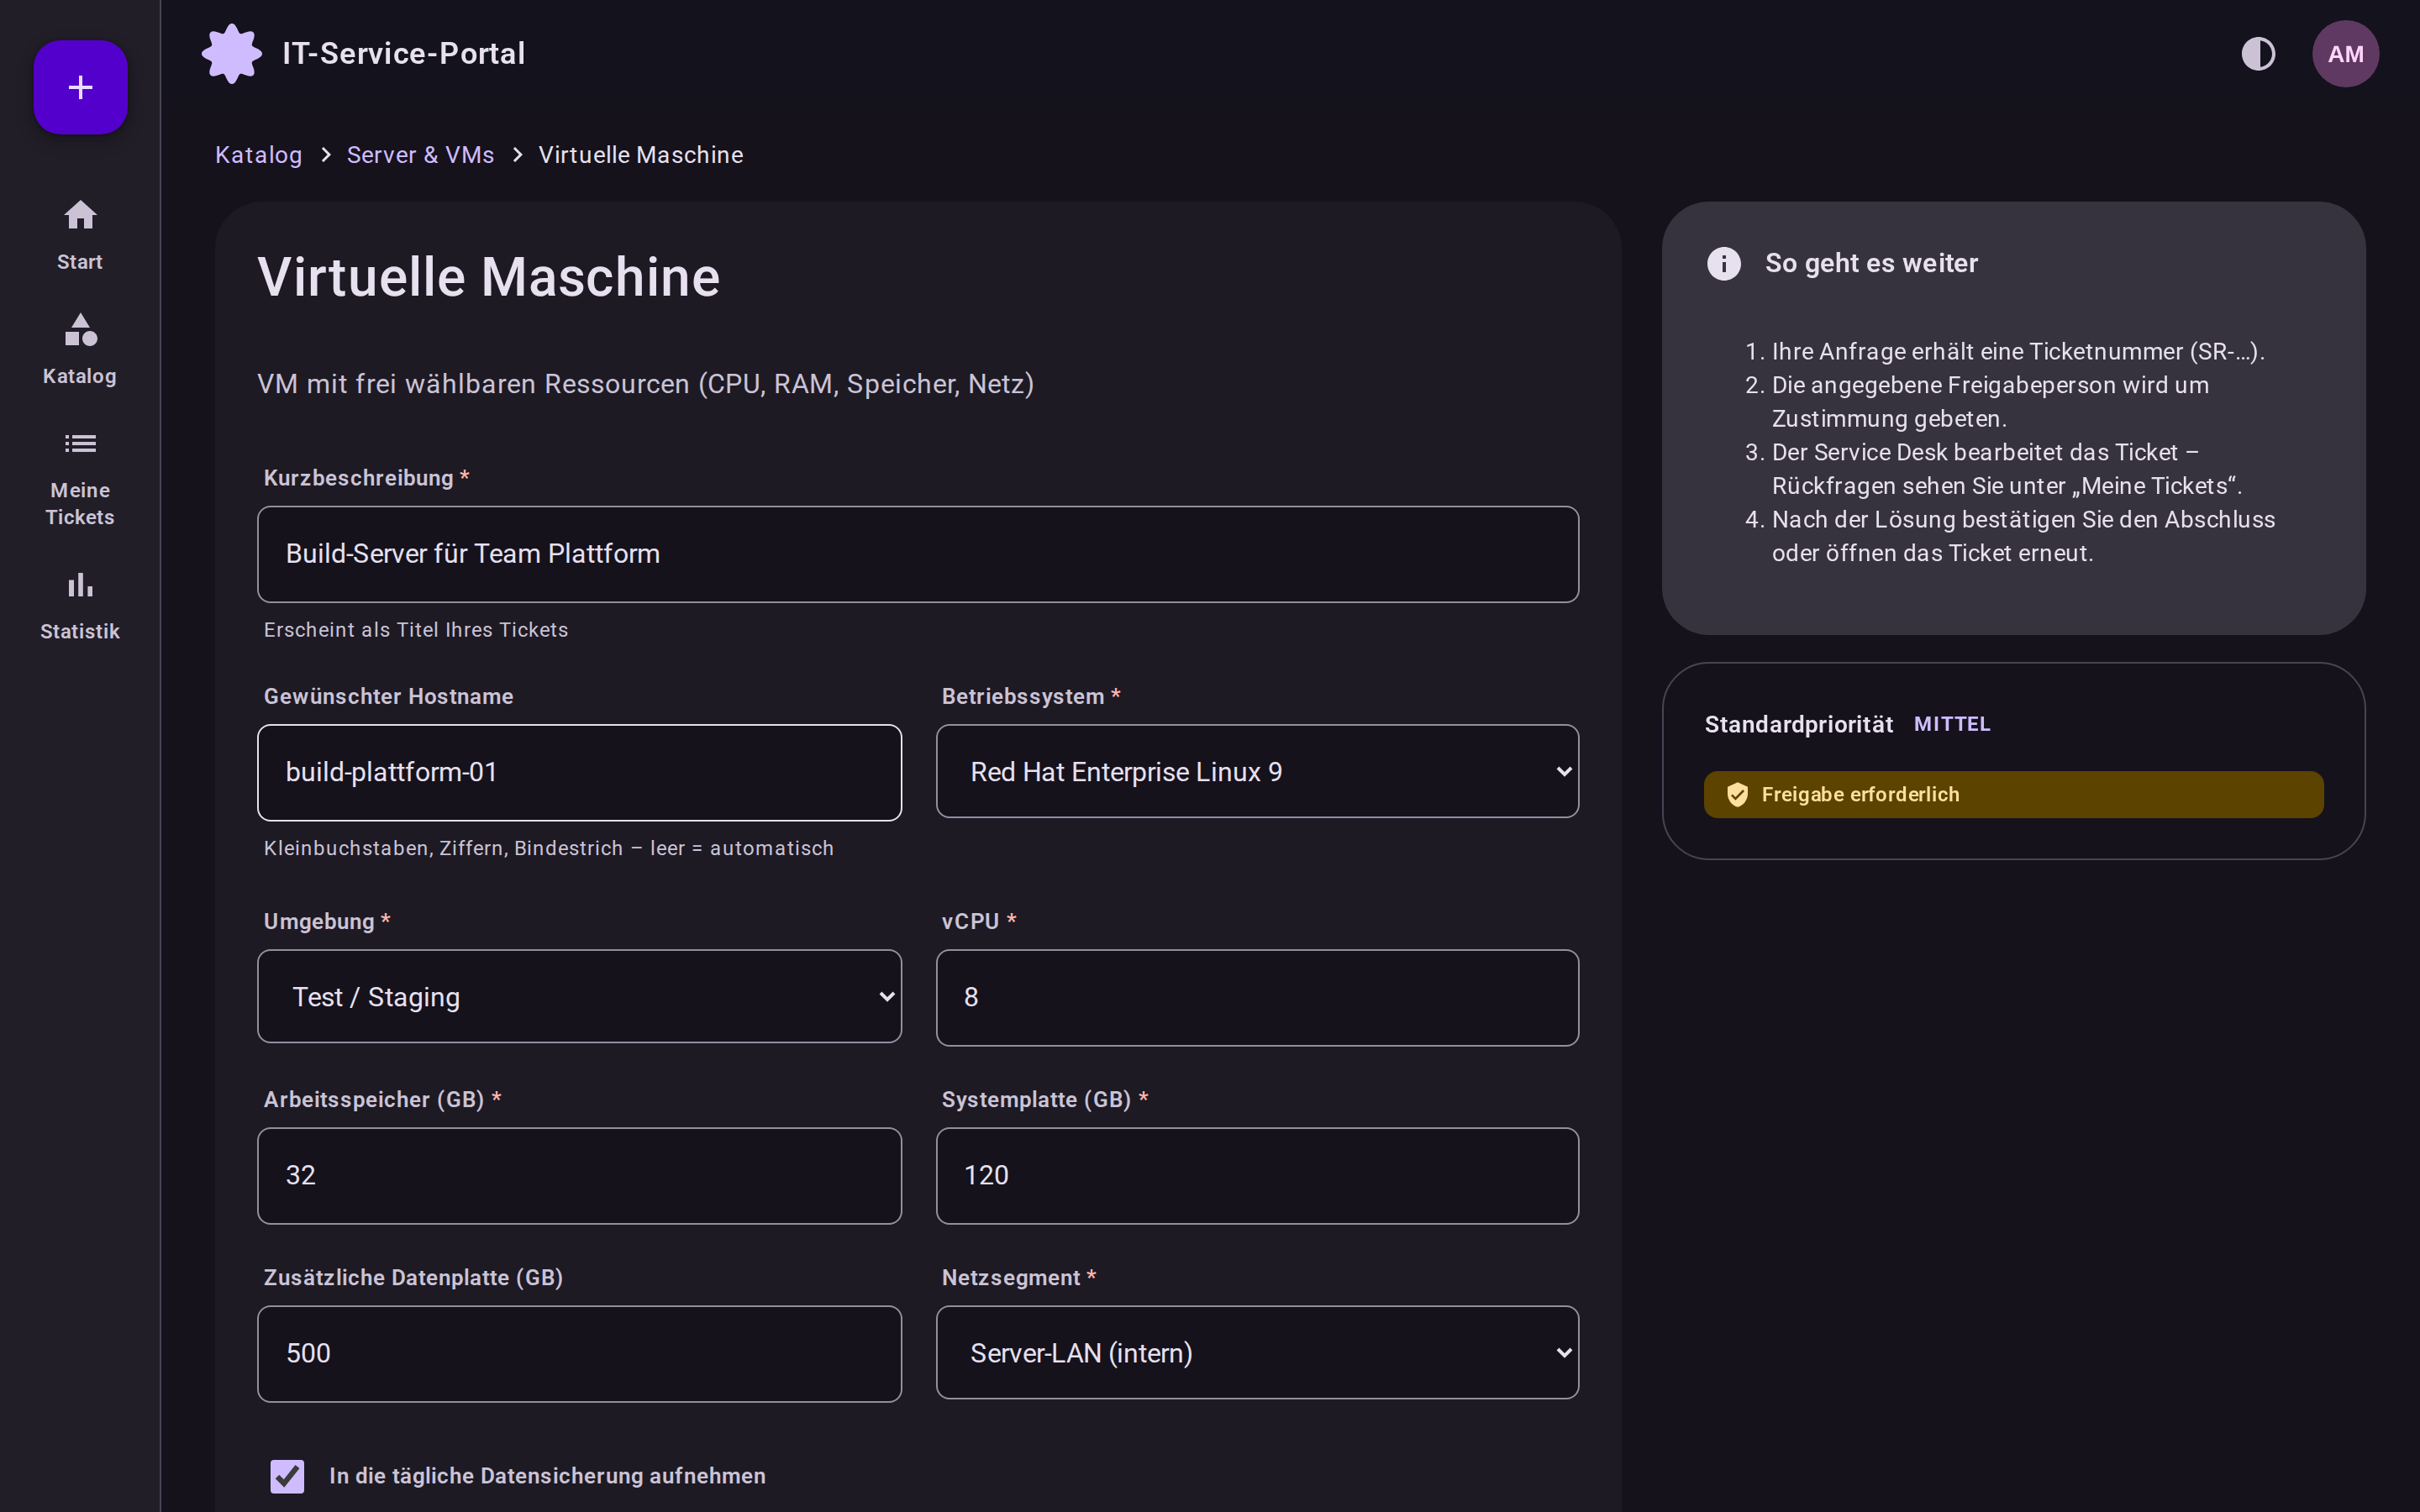 IT-Service-Portal
AM
Start
Katalog
Meine
Tickets
Statistik
Katalog
Server & VMs
Virtuelle Maschine
Virtuelle Maschine
VM mit frei wählbaren Ressourcen (CPU, RAM, Speicher, Netz)
Kurzbeschreibung *
Build-Server für Team Plattform
Erscheint als Titel Ihres Tickets
Gewünschter Hostname
build-plattform-01
Kleinbuchstaben, Ziffern, Bindestrich – leer = automatisch
Betriebssystem *
Red Hat Enterprise Linux 9
Umgebung *
Test / Staging
vCPU *
8
Arbeitsspeicher (GB) *
32
Systemplatte (GB) *
120
Zusätzliche Datenplatte (GB)
500
Netzsegment *
Server-LAN (intern)
In die tägliche Datensicherung aufnehmen
So geht es weiter
1. Ihre Anfrage erhält eine Ticketnummer (SR-…).
2. Die angegebene Freigabeperson wird um
Zustimmung gebeten.
3. Der Service Desk bearbeitet das Ticket –
Rückfragen sehen Sie unter „Meine Tickets“.
4. Nach der Lösung bestätigen Sie den Abschluss
oder öffnen das Ticket erneut.
Standardpriorität MITTEL
Freigabe erforderlich